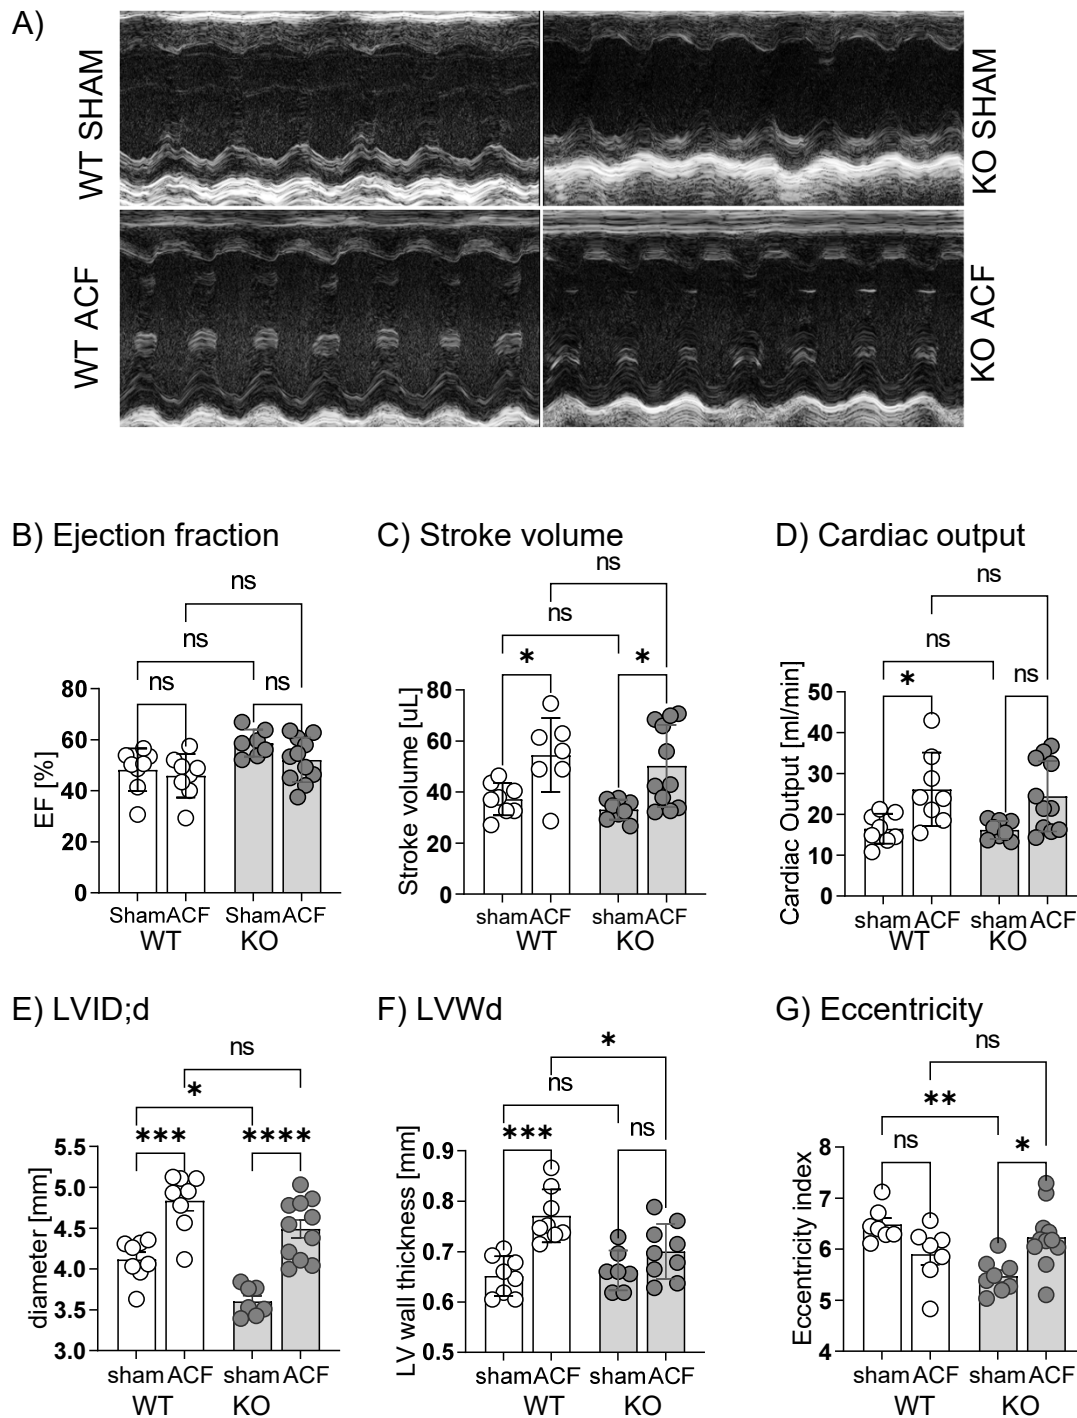 A)
WT SHAM
KO SHAM
WT ACF
KO ACF
B) Ejection fraction
ns
ns
ns
ns
EF [%]
80
60
40
20
0
Sham ACF Sham ACF
WT KO
C) Stroke volume
ns
ns
*
*
Stroke volume [uL]
80
60
40
20
0
sham ACF sham ACF
WT KO
D) Cardiac output
ns
ns
*
ns
Cardiac Output [ml/min]
50
40
30
20
10
0
sham ACF sham ACF
WT KO
E) LVID;d
ns
*
***
****
diameter [mm]
5.5
5.0
4.5
4.0
3.5
3.0
sham ACF sham ACF
WT KO
F) LVWd
*
ns
***
ns
LV wall thickness [mm]
0.9
0.8
0.7
0.6
0.5
sham ACF sham ACF
WT KO
G) Eccentricity
ns
**
ns
*
Eccentricity index
8
7
6
5
4
sham ACF sham ACF
WT KO